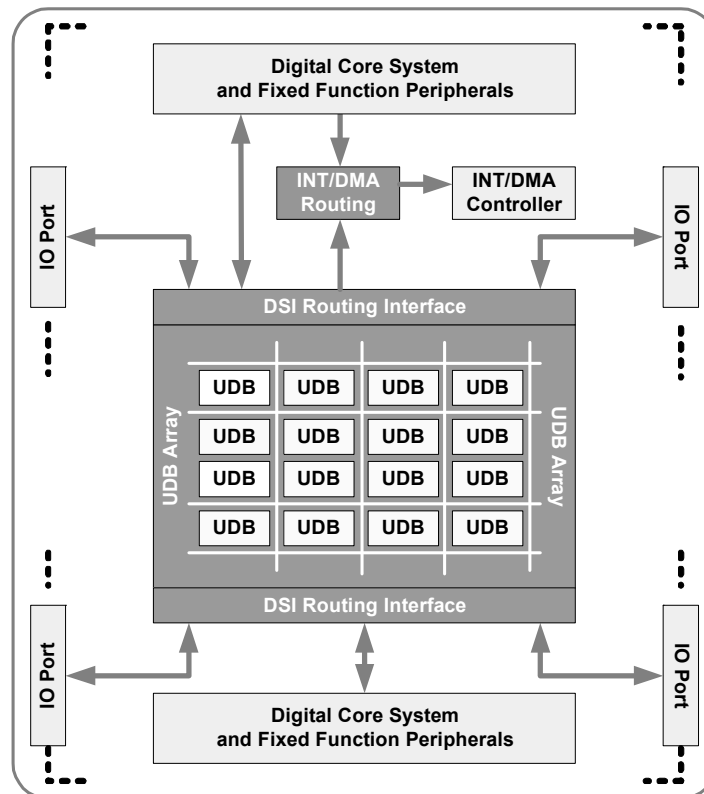 Digital Core System
and Fixed Function Peripherals
INT/DMA
Routing
INT/DMA
Controller
IO Port
IO Port
DSI Routing Interface
UDB Array
UDB UDB UDB UDB
UDB UDB UDB UDB
UDB UDB UDB UDB
UDB UDB UDB UDB
UDB Array
DSI Routing Interface
IO Port
IO Port
Digital Core System
and Fixed Function Peripherals